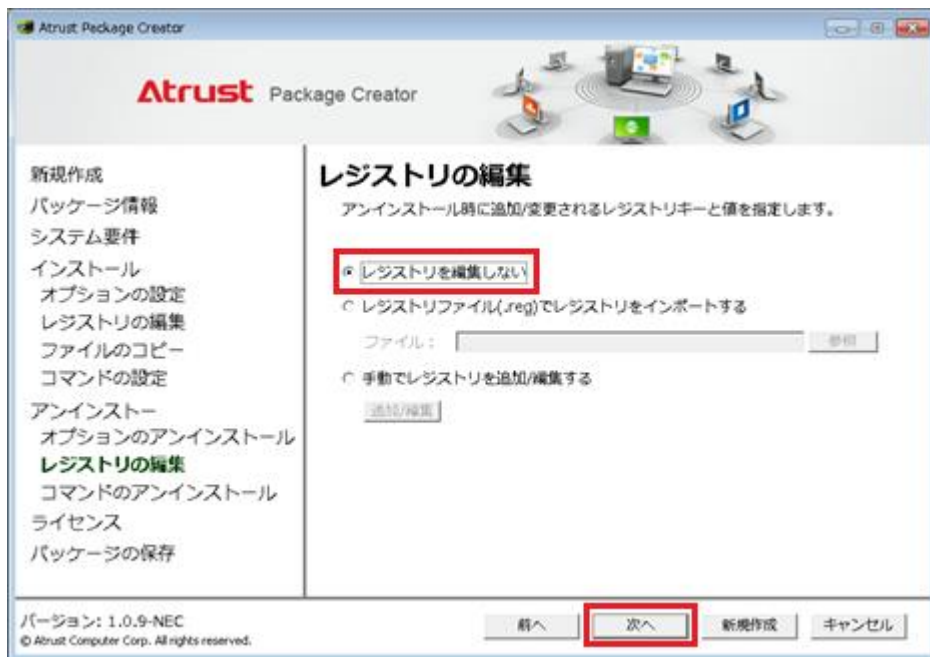 Atrust Package Creator
Atrust Package Creator
新規作成
パッケージ情報
システム要件
インストール
オプションの設定
レジストリの編集
ファイルのコピー
コマンドの設定
アンインストー
オプションのアンインストール
レジストリの編集
コマンドのアンインストール
ライセンス
パッケージの保存
レジストリの編集
アンインストール時に追加/変更されるレジストリキーと値を指定します。
レジストリを編集しない
レジストリファイル(.reg)でレジストリをインポートする
ファイル： 参照
手動でレジストリを追加/編集する
追加/編集
バージョン: 1.0.9-NEC
© Atrust Computer Corp. All rights reserved.
前へ 次へ 新規作成 キャンセル